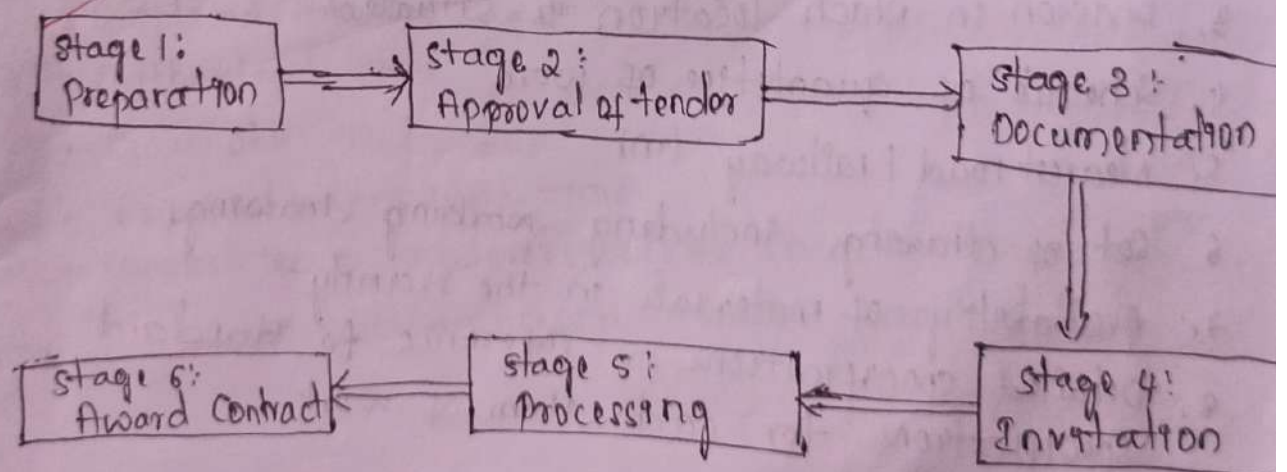 Stage 1:
Preparation
Stage 2:
Approval of tendor
Stage 3:
Documentation
Stage 4:
Invitation
Stage 5:
Processing
Stage 6:
Award Contract